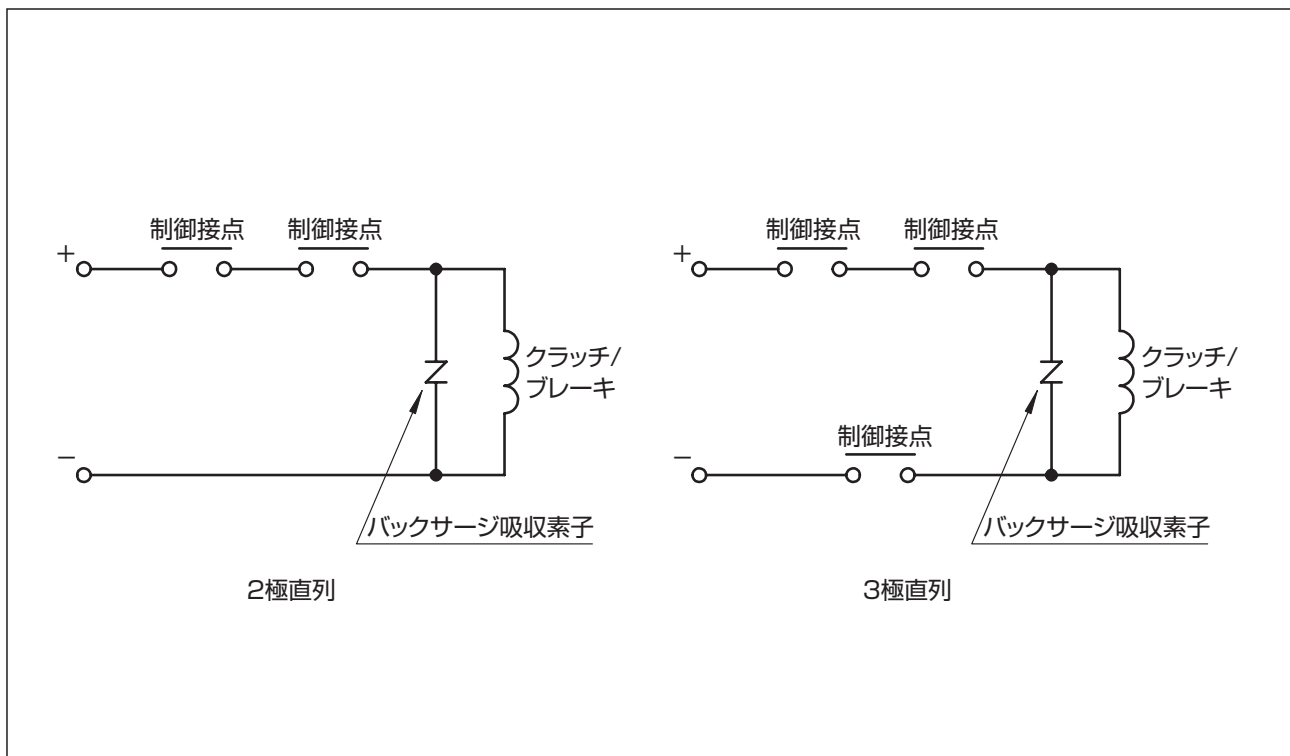 制御接点 制御接点
+
クラッチ/
ブレーキ
−
バックサージ吸収素子
2極直列
制御接点 制御接点
+
クラッチ/
ブレーキ
制御接点
−
バックサージ吸収素子
3極直列